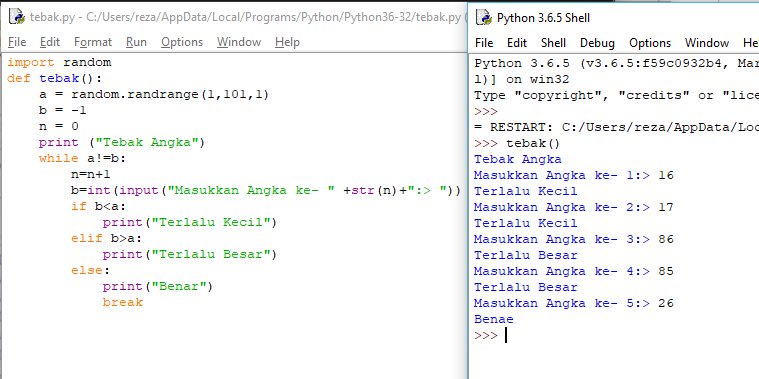 tebak.py - C:/Users/reza/AppData/Local/Programs/Python/Python36-32/tebak.py (
File Edit Format Run Options Window Help
import random
def tebak():
    a = random.randrange(1,101,1)
    b = -1
    n = 0
    print ("Tebak Angka")
    while a!=b:
        n=n+1
        b=int(input("Masukkan Angka ke- " +str(n)+":> "))
        if b<a:
            print("Terlalu Kecil")
        elif b>a:
            print("Terlalu Besar")
        else:
            print("Benar")
            break
Python 3.6.5 Shell
File Edit Shell Debug Options Window He
Python 3.6.5 (v3.6.5:f59c0932b4, Mar
l)] on win32
Type "copyright", "credits" or "lice
>>>
= RESTART: C:/Users/reza/AppData/Loc
>>> tebak()
Tebak Angka
Masukkan Angka ke- 1:> 16
Terlalu Kecil
Masukkan Angka ke- 2:> 17
Terlalu Kecil
Masukkan Angka ke- 3:> 86
Terlalu Besar
Masukkan Angka ke- 4:> 85
Terlalu Besar
Masukkan Angka ke- 5:> 26
Benae
>>>